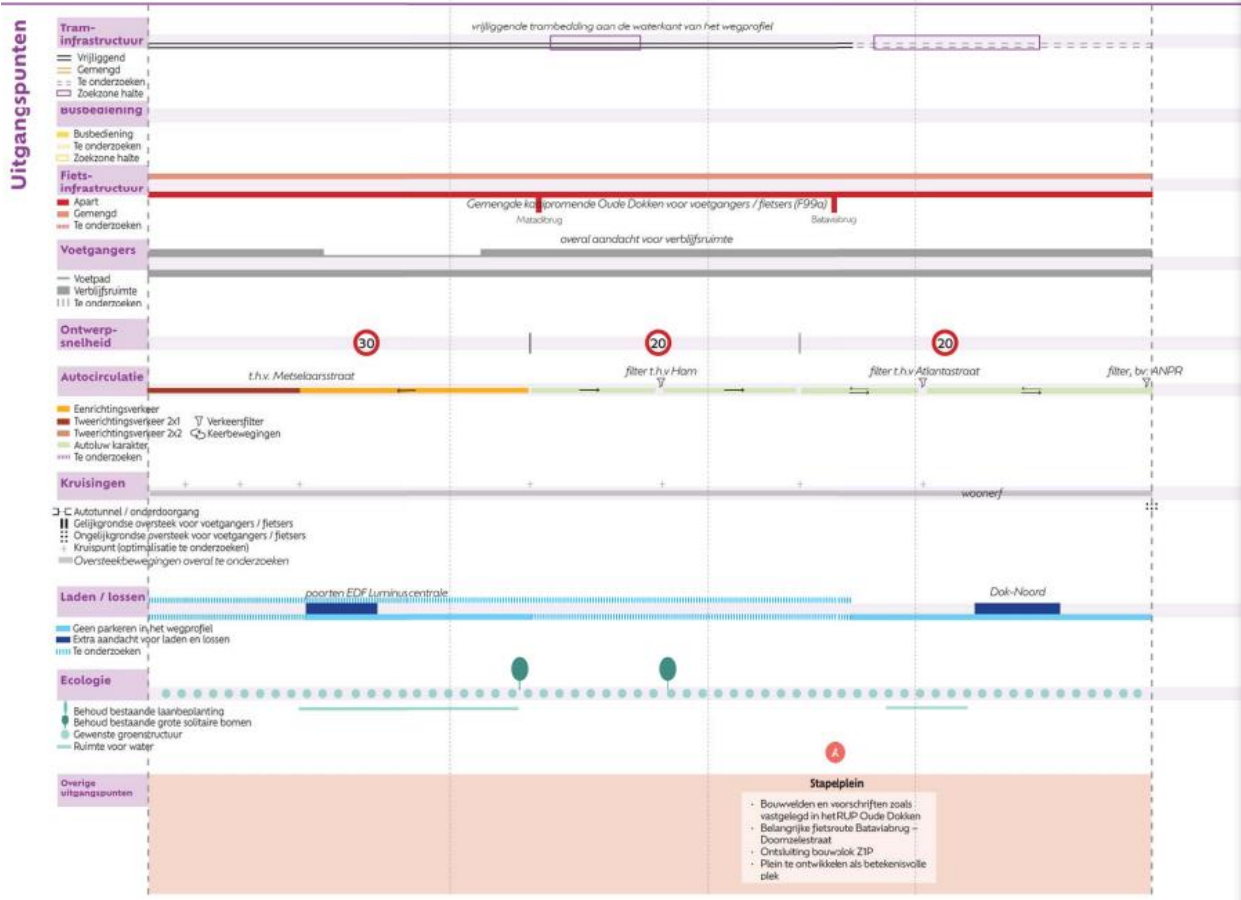 Uitgangspunten
Tram-
infrastructuur
vrijliggende trambedding aan de waterkant van het wegprofiel
Vrijliggend
Gemengd
Te onderzoeken
Zoekzone halte
Busbediening
Busbediening
Te onderzoeken
Zoekzone halte
Fiets-
infrastructuur
Apart
Gemengd
Te onderzoeken
Gemengde kaaipromende Oude Dokken voor voetgangers / fietsers (F99a)
Matadibrug
Bataviabrug
Voetgangers
overal aandacht voor verblijfsruimte
Voetpad
Verblijfsruimte
Te onderzoeken
Ontwerp-
snelheid
30
20
20
Autocirculatie
t.h.v. Metselaarsstraat
filter t.h.v Ham
filter t.h.v Atlantastraat
filter, bv: ANPR
Eenrichtingsverkeer
Tweerichtingsverkeer 2x1
Verkeersfilter
Tweerichtingsverkeer 2x2
Keerbewegingen
Autoluw karakter
Te onderzoeken
Kruisingen
woonerf
Autotunnel / onderdoorgang
Gelijkgrondse oversteek voor voetgangers / fietsers
Ongelijkgrondse oversteek voor voetgangers / fietsers
Kruispunt (optimalisatie te onderzoeken)
Oversteekbewegingen overal te onderzoeken
Laden / lossen
poorten EDF Luminuscentrale
Dok-Noord
Geen parkeren in het wegprofiel
Extra aandacht voor laden en lossen
Te onderzoeken
Ecologie
Behoud bestaande laanbeplanting
Behoud bestaande grote solitaire bomen
Gewenste groenstructuur
Ruimte voor water
A
Overige
uitgangspunten
Stapelplein
· Bouwvelden en voorschriften zoals
vastgelegd in het RUP Oude Dokken
· Belangrijke fietsroute Bataviabrug –
Doornzelestraat
· Ontsluiting bouwblok Z1P
· Plein te ontwikkelen als betekenisvolle
plek